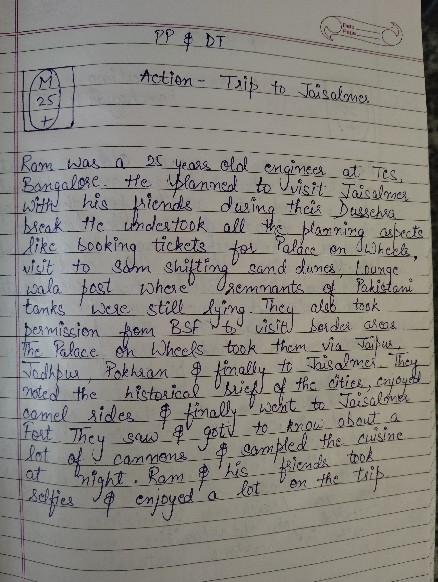 PP & DT
Date
Page
Action - Trip to Jaisalmer
M
25
+
Ram was a 25 years old engineer at TCS,
Bangalore. He planned to visit Jaisalmer
with his friends during their Dussehra
break He undertook all the planning aspects
like booking tickets for Palace on Wheels,
visit to Sam shifting sand dunes, Lounge
wala post where remnants of Pakistani
tanks were still lying. They also took
permission from BSF to visit border areas.
The Palace on Wheels took them via Jaipur,
Jodhpur, Pokhran & finally to Jaisalmer. They
noted the historical brief of the cities, enjoyed
camel rides & finally went to Jaisalmer
Fort They saw & got to know about a
lot of cannons & sampled the cuisine
at night. Ram & his friends took
selfies & enjoyed a lot on the trip